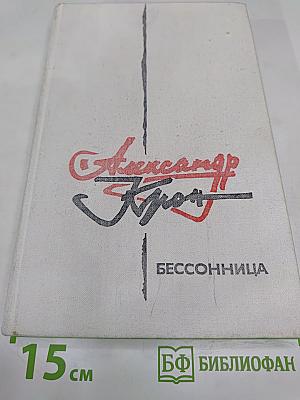 Александр
Крон
БЕССОННИЦА
15 см
БФ БИБЛИОФАН